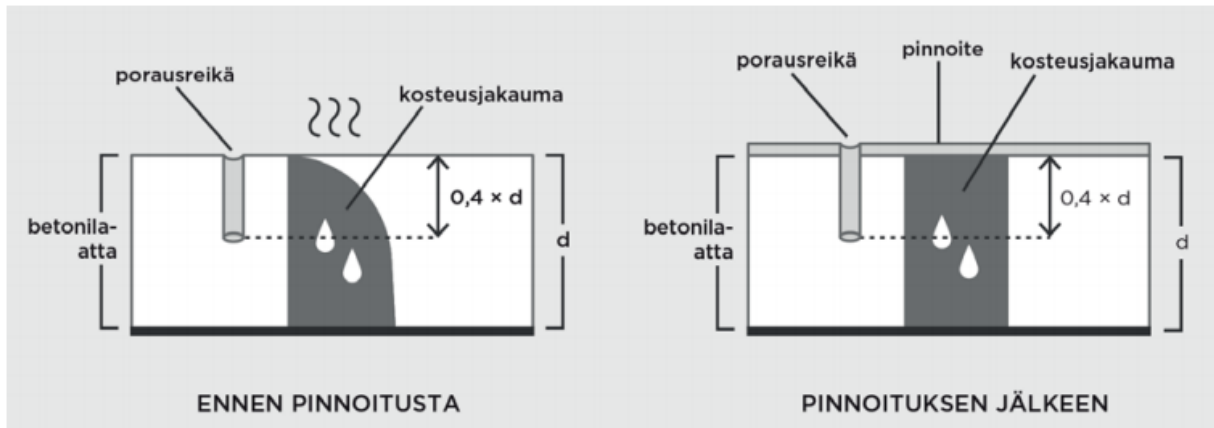 porausreikä
kosteusjakauma
0,4 × d
betonila-
atta
d
ENNEN PINNOITUSTA
porausreikä
pinnoite
kosteusjakauma
0,4 × d
betonila-
atta
d
PINNOITUKSEN JÄLKEEN